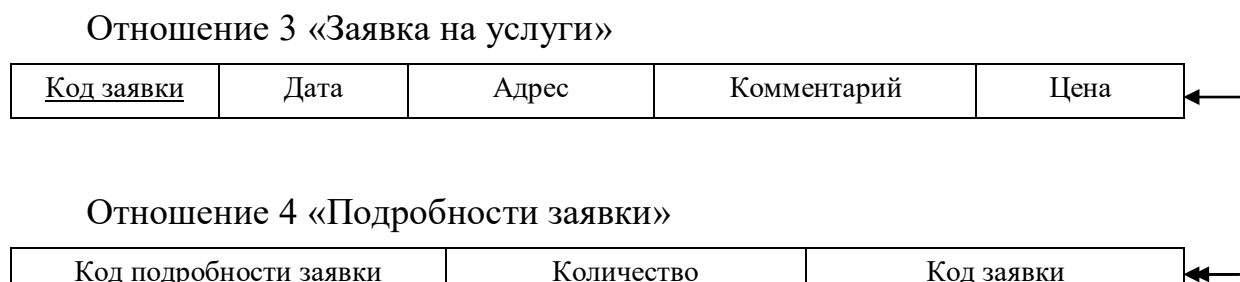 Отношение 3 «Заявка на услуги»
Код заявки Дата Адрес Комментарий Цена
Отношение 4 «Подробности заявки»
Код подробности заявки Количество Код заявки